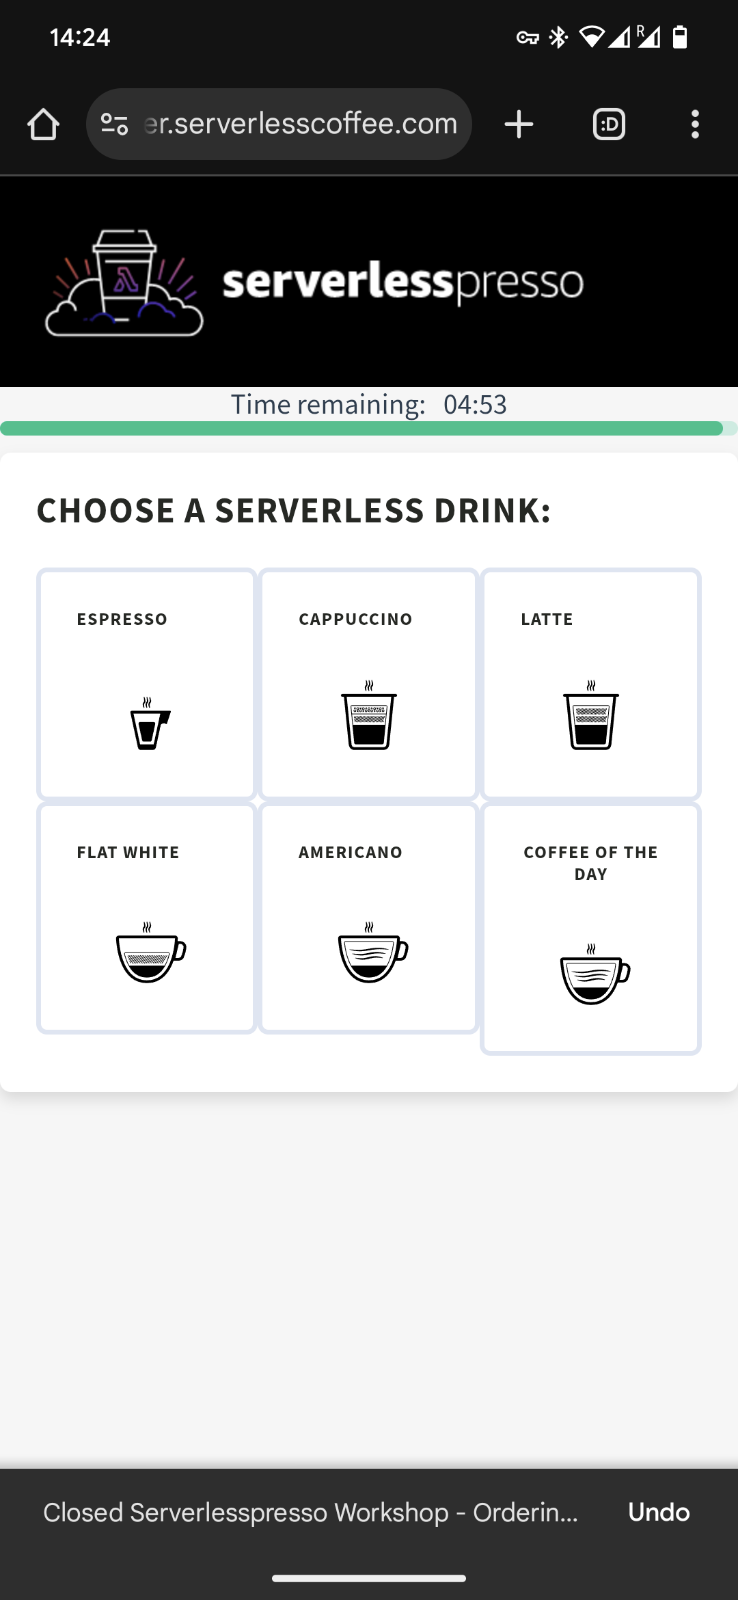 14:24
R
er.serverlesscoffee.com
:D
serverlesspresso
Time remaining: 04:53
CHOOSE A SERVERLESS DRINK:
ESPRESSO
CAPPUCCINO
LATTE
FLAT WHITE
AMERICANO
COFFEE OF THE
DAY
Closed Serverlesspresso Workshop - Orderin... Undo